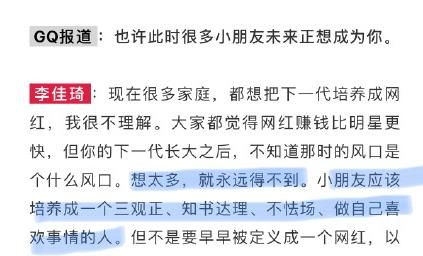 GQ报道：也许此时很多小朋友未来正想成为你。
李佳琦：现在很多家庭，都想把下一代培养成网
红，我很不理解。大家都觉得网红赚钱比明星更
快，但你的下一代长大之后，不知道那时的风口是
个什么风口。想太多，就永远得不到。小朋友应该
培养成一个三观正、知书达理、不怯场、做自己喜
欢事情的人。但不是要早早被定义成一个网红，以